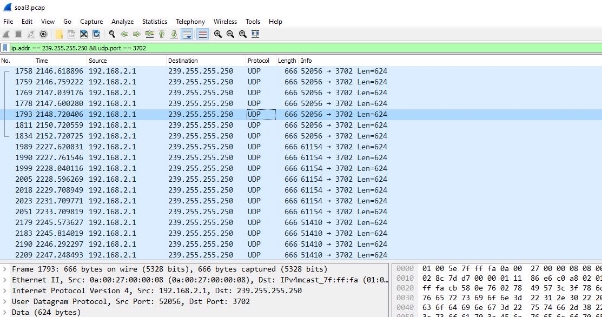 soal3.pcap
File Edit View Go Capture Analyze Statistics Telephony Wireless Tools Help
ip.addr == 239.255.255.250 && udp.port == 3702
No. Time Source Destination Protocol Length Info
1758 2146.618896 192.168.2.1 239.255.255.250 UDP 666 52056 → 3702 Len=624
1759 2146.759222 192.168.2.1 239.255.255.250 UDP 666 52056 → 3702 Len=624
1769 2147.039176 192.168.2.1 239.255.255.250 UDP 666 52056 → 3702 Len=624
1778 2147.600280 192.168.2.1 239.255.255.250 UDP 666 52056 → 3702 Len=624
1793 2148.720406 192.168.2.1 239.255.255.250 UDP 666 52056 → 3702 Len=624
1811 2150.720559 192.168.2.1 239.255.255.250 UDP 666 52056 → 3702 Len=624
1834 2152.720725 192.168.2.1 239.255.255.250 UDP 666 52056 → 3702 Len=624
1989 2227.620831 192.168.2.1 239.255.255.250 UDP 666 61154 → 3702 Len=624
1990 2227.761546 192.168.2.1 239.255.255.250 UDP 666 61154 → 3702 Len=624
1999 2228.040116 192.168.2.1 239.255.255.250 UDP 666 61154 → 3702 Len=624
2005 2228.596269 192.168.2.1 239.255.255.250 UDP 666 61154 → 3702 Len=624
2018 2229.708949 192.168.2.1 239.255.255.250 UDP 666 61154 → 3702 Len=624
2023 2231.709771 192.168.2.1 239.255.255.250 UDP 666 61154 → 3702 Len=624
2051 2233.709819 192.168.2.1 239.255.255.250 UDP 666 61154 → 3702 Len=624
2179 2245.573627 192.168.2.1 239.255.255.250 UDP 666 51410 → 3702 Len=624
2183 2245.814019 192.168.2.1 239.255.255.250 UDP 666 51410 → 3702 Len=624
2190 2246.292297 192.168.2.1 239.255.255.250 UDP 666 51410 → 3702 Len=624
2209 2247.248493 192.168.2.1 239.255.255.250 UDP 666 51410 → 3702 Len=624
Frame 1793: 666 bytes on wire (5328 bits), 666 bytes captured (5328 bits)
Ethernet II, Src: 0a:00:27:00:00:08 (0a:00:27:00:00:08), Dst: IPv4mcast_7f:ff:fa (01:0…
Internet Protocol Version 4, Src: 192.168.2.1, Dst: 239.255.255.250
User Datagram Protocol, Src Port: 52056, Dst Port: 3702
Data (624 bytes)
0000 01 00 5e 7f ff fa 0a 00 27 00 00 08 08 00
0010 02 8c 7d d7 00 00 01 11 86 e6 c0 a8 02 01
0020 ff fa cb 58 0e 76 02 78 49 57 3c 3f 78 6d
0030 76 65 72 73 69 6f 6e 3d 22 31 2e 30 22 20
0040 63 6f 64 69 6e 67 3d 22 75 74 66 2d 38 22